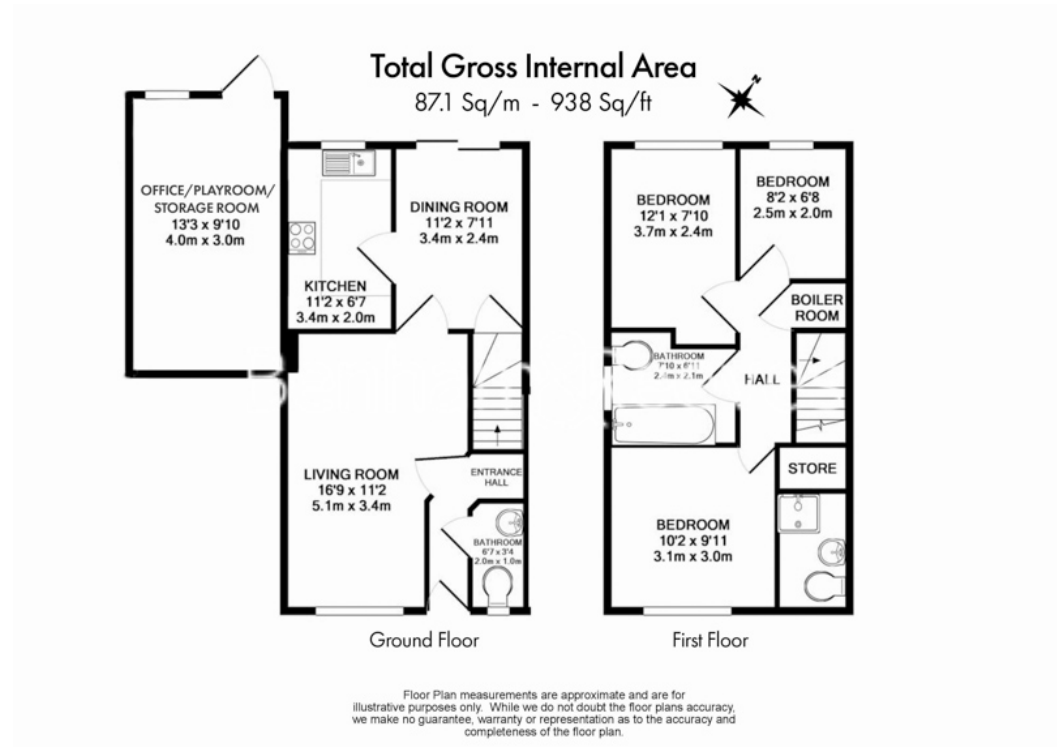 Total Gross Internal Area
87.1 Sq/m - 938 Sq/ft
N
OFFICE/PLAYROOM/
STORAGE ROOM
13'3 x 9'10
4.0m x 3.0m
KITCHEN
11'2 x 6'7
3.4m x 2.0m
DINING ROOM
11'2 x 7'11
3.4m x 2.4m
LIVING ROOM
16'9 x 11'2
5.1m x 3.4m
ENTRANCE
HALL
BATHROOM
6'7 x 3'4
2.0m x 1.0m
Ground Floor
BEDROOM
12'1 x 7'10
3.7m x 2.4m
BEDROOM
8'2 x 6'8
2.5m x 2.0m
BOILER
ROOM
BATHROOM
7'10 x 6'11
2.4m x 2.1m
HALL
STORE
BEDROOM
10'2 x 9'11
3.1m x 3.0m
First Floor
Floor Plan measurements are approximate and are for
illustrative purposes only. While we do not doubt the floor plans accuracy,
we make no guarantee, warranty or representation as to the accuracy and
completeness of the floor plan.